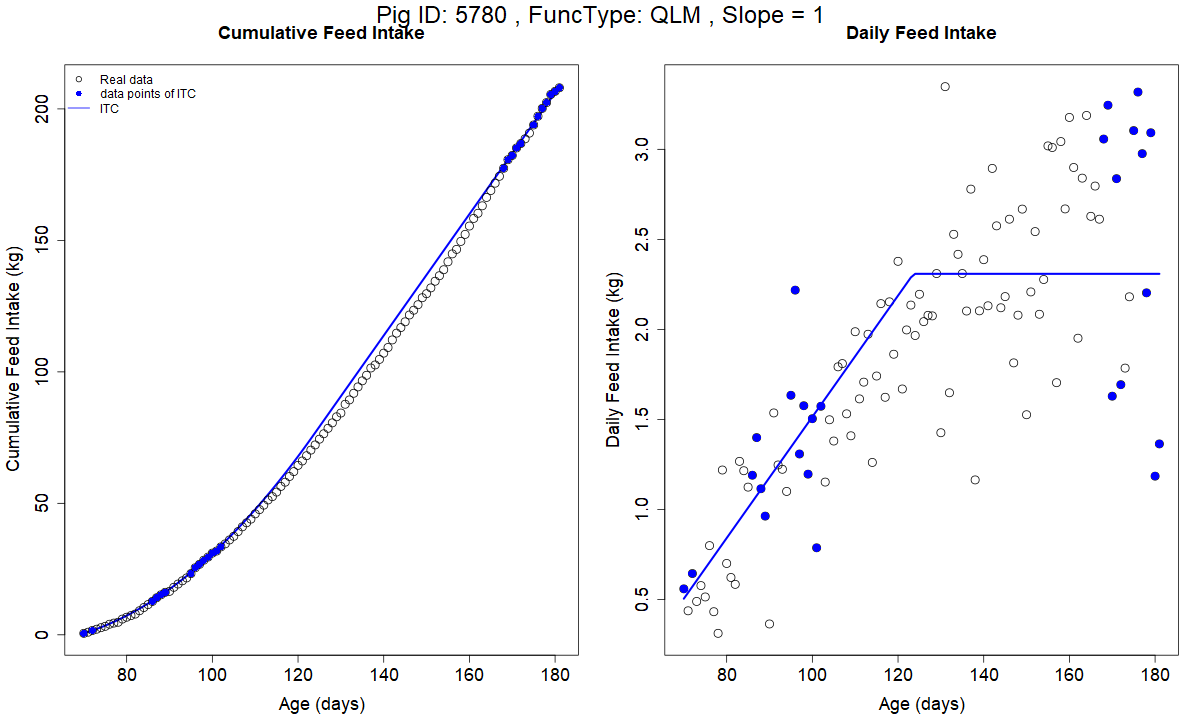 Pig ID: 5780 , FuncType: QLM , Slope = 1
Cumulative Feed Intake
Daily Feed Intake
Real data
data points of ITC
ITC
Cumulative Feed Intake (kg)
0
50
100
150
200
80
100
120
140
160
180
Age (days)
Daily Feed Intake (kg)
0.5
1.0
1.5
2.0
2.5
3.0
80
100
120
140
160
180
Age (days)